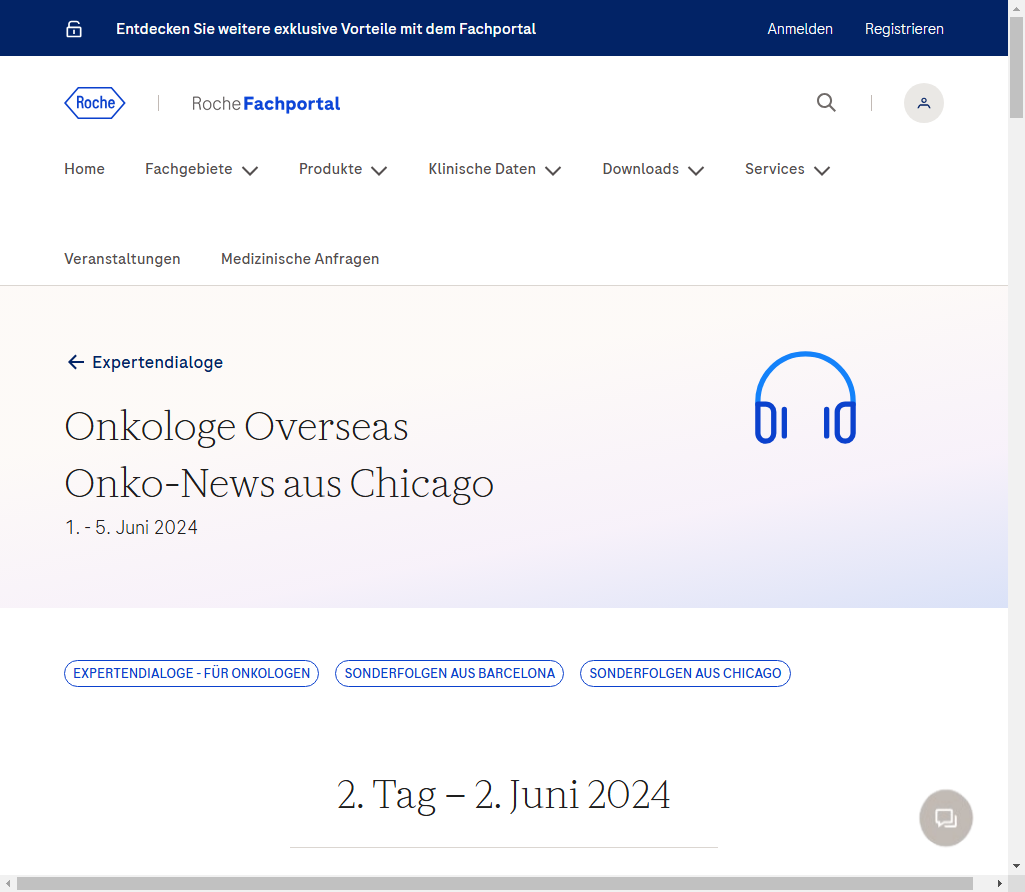 Entdecken Sie weitere exklusive Vorteile mit dem Fachportal
Anmelden
Registrieren
Roche
RocheFachportal
Home
Fachgebiete
Produkte
Klinische Daten
Downloads
Services
Veranstaltungen
Medizinische Anfragen
Expertendialoge
Onkologe Overseas
Onko-News aus Chicago
1. - 5. Juni 2024
EXPERTENDIALOGE - FÜR ONKOLOGEN
SONDERFOLGEN AUS BARCELONA
SONDERFOLGEN AUS CHICAGO
2. Tag – 2. Juni 2024